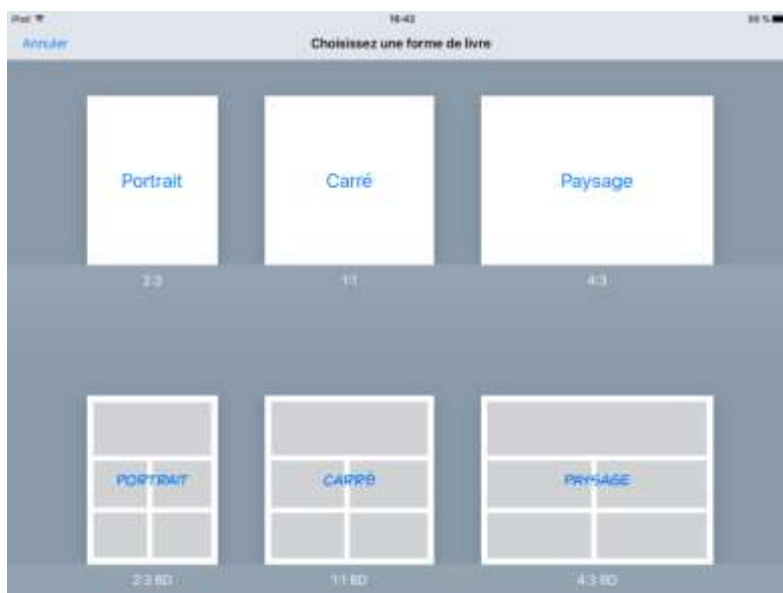 iPad 16:42 99 %
Annuler Choisissez une forme de livre
Portrait Carré Paysage
2:3 1:1 4:3
PORTRAIT CARRÉ PAYSAGE
2:3 BD 1:1 BD 4:3 BD